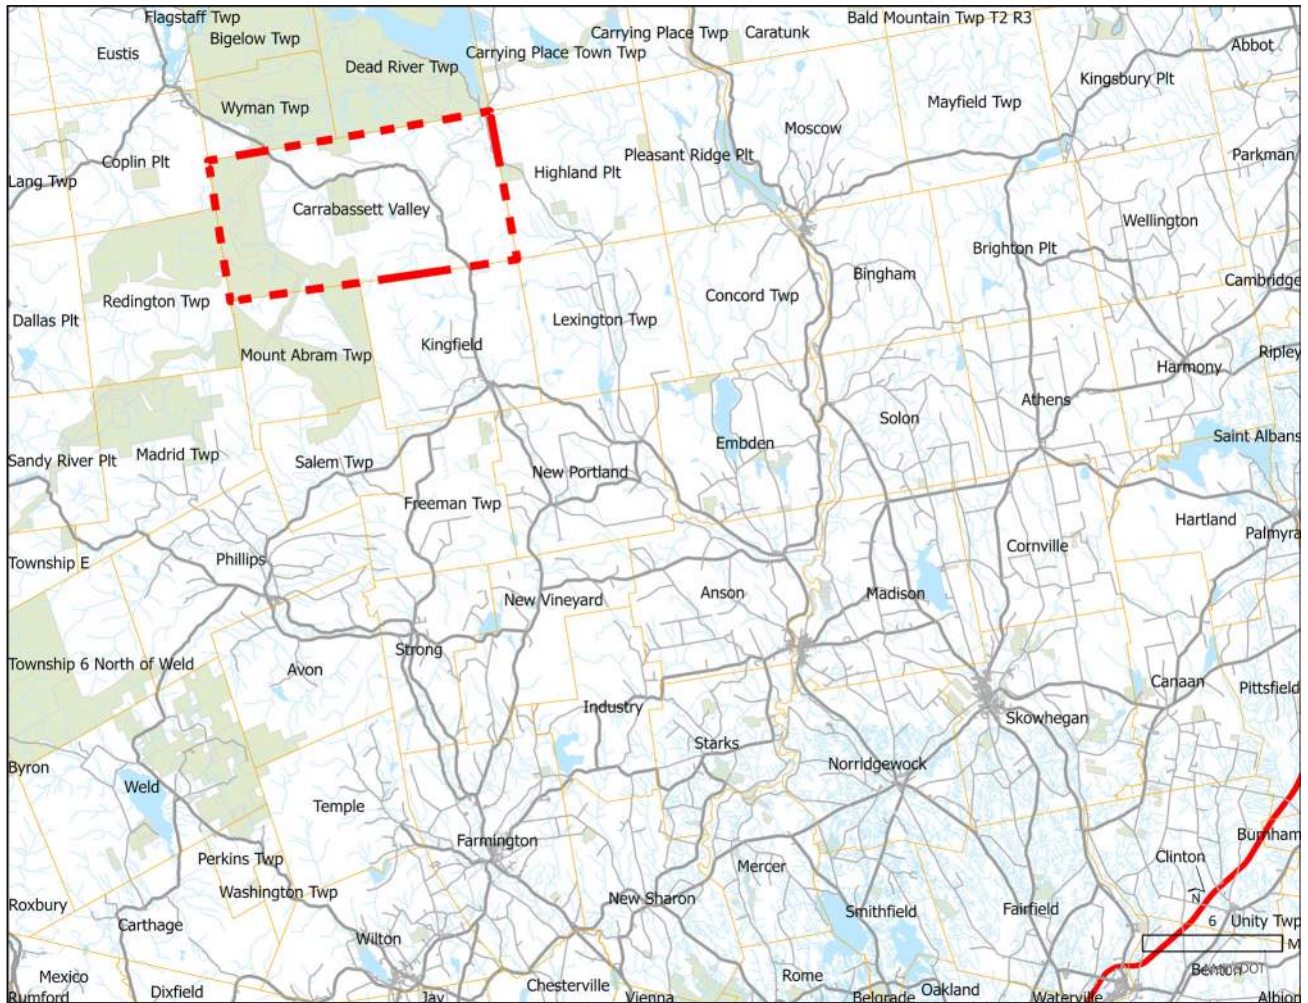 Flagstaff Twp
Bald Mountain Twp T2 R3
Carrying Place Twp
Caratunk
Bigelow Twp
Abbot
Eustis
Carrying Place Town Twp
Dead River Twp
Kingsbury Plt
Wyman Twp
Mayfield Twp
Moscow
Coplin Plt
Pleasant Ridge Plt
Parkman
Highland Plt
Lang Twp
Carrabassett Valley
Wellington
Brighton Plt
Bingham
Cambridge
Redington Twp
Concord Twp
Dallas Plt
Lexington Twp
Kingfield
Mount Abram Twp
Ripley
Harmony
Athens
Solon
Saint Albans
Embden
Madrid Twp
Sandy River Plt
Salem Twp
New Portland
Freeman Twp
Hartland
Palmyra
Cornville
Phillips
Township E
Anson
Madison
New Vineyard
Strong
Township 6 North of Weld
Avon
Canaan
Pittsfield
Industry
Skowhegan
Starks
Norridgewock
Byron
Weld
Temple
Burnham
Farmington
Clinton
Perkins Twp
Mercer
Washington Twp
N
New Sharon
Roxbury
Smithfield
Fairfield
6
Unity Twp
Carthage
Wilton
M
Mexico
Rome
Benton
Chesterville
Oakland
Dixfield
Rumford
Jay
Vienna
Belgrade
Waterville
Albion